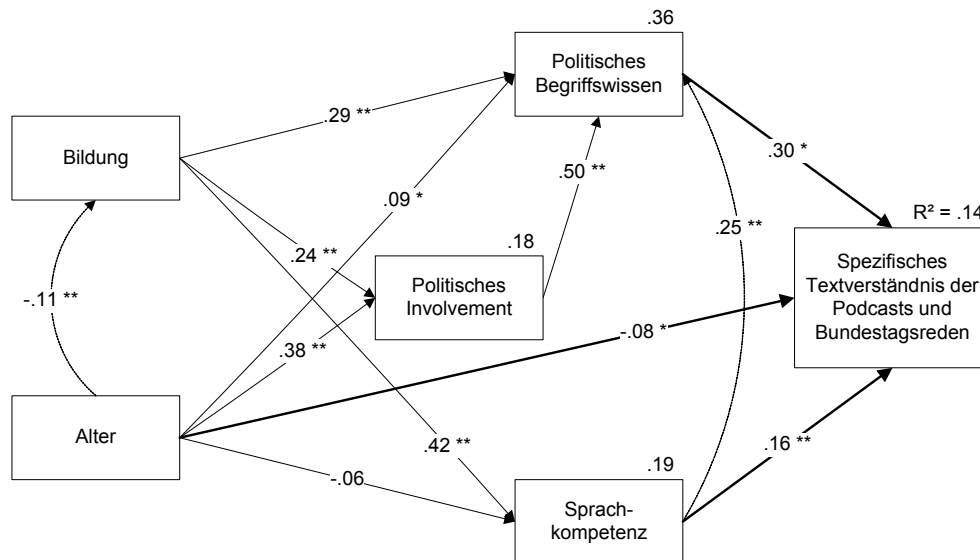 .36
Politisches
Begriffswissen
.29 **
Bildung
.30 *
.50 **
.09 *
R² = .14
.25 **
.18
.24 **
Spezifisches
Textverständnis der
Podcasts und
Bundestagsreden
Politisches
Involvement
-.11 **
-.08 *
.38 **
Alter
.42 **
.16 **
.19
-.06
Sprach-
kompetenz